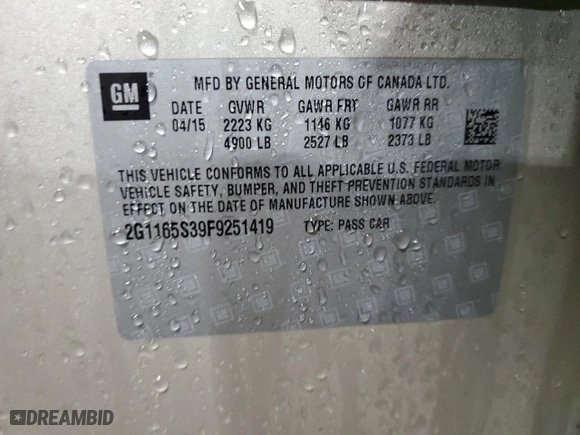 GM
MFD BY GENERAL MOTORS OF CANADA LTD.
DATE GVWR GAWR FRT GAWR RR
04/15 2223 KG 1146 KG 1077 KG
4900 LB 2527 LB 2373 LB
THIS VEHICLE CONFORMS TO ALL APPLICABLE U.S. FEDERAL MOTOR
VEHICLE SAFETY, BUMPER, AND THEFT PREVENTION STANDARDS IN
EFFECT ON THE DATE OF MANUFACTURE SHOWN ABOVE.
2G1165S39F9251419 TYPE: PASS CAR
DREAMBID